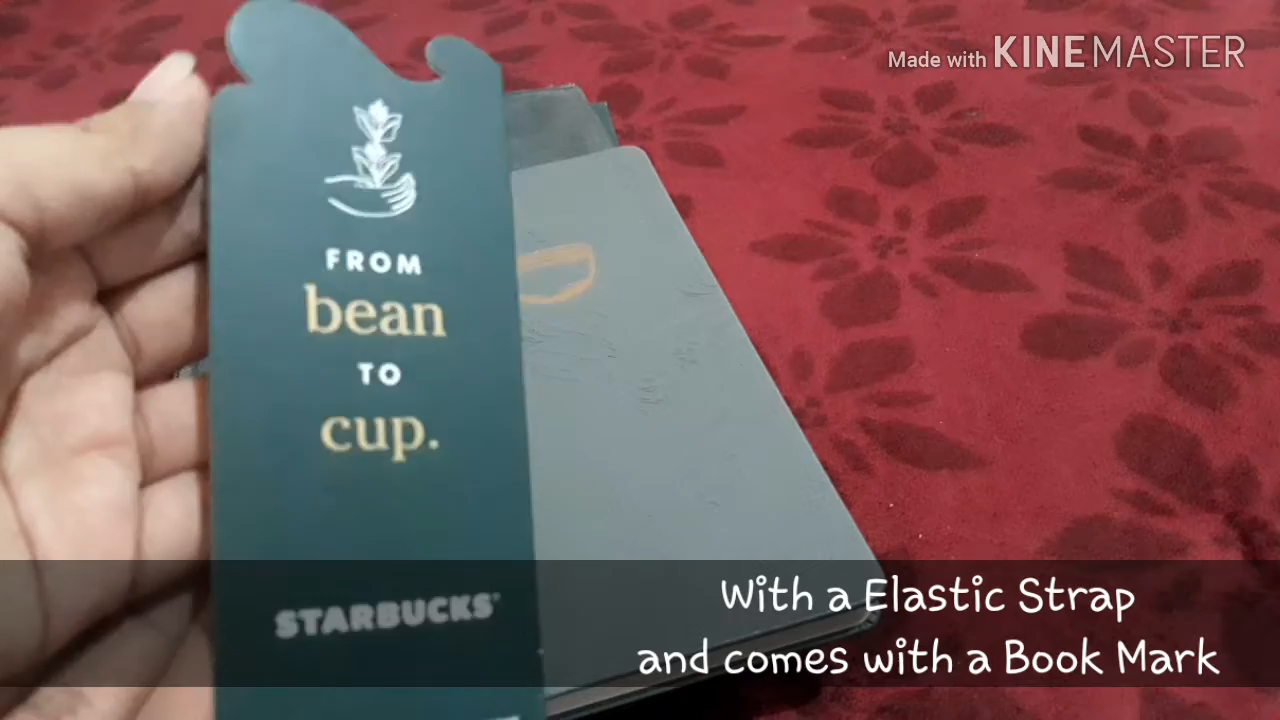 Made with KINEMASTER
FROM
bean
TO
cup.
STARBUCKS
With a Elastic Strap
and comes with a Book Mark